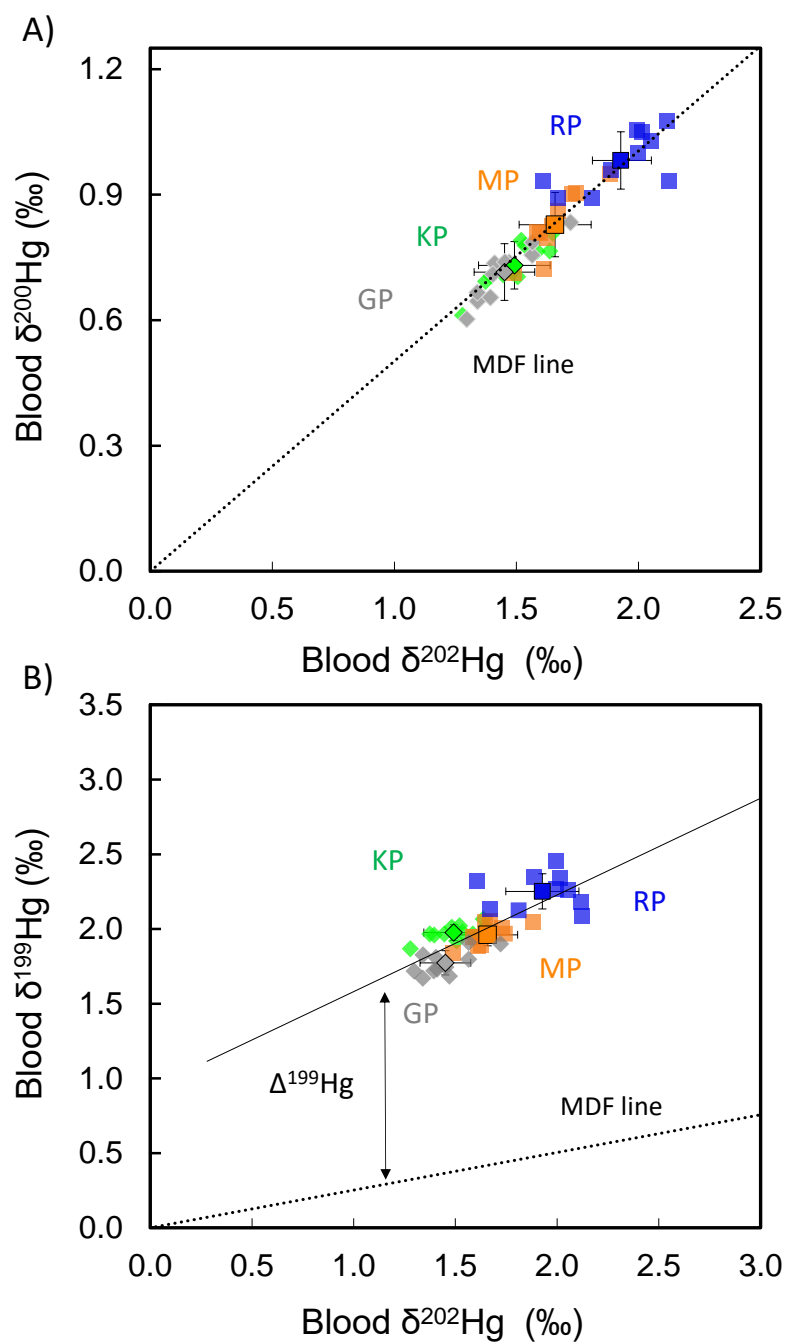 A)
1.2
0.9
0.6
0.3
0.0
Blood δ²⁰⁰Hg (‰)
RP
MP
KP
GP
MDF line
0.0 0.5 1.0 1.5 2.0 2.5
Blood δ²⁰²Hg (‰)
B)
3.5
3.0
2.5
2.0
1.5
1.0
0.5
0.0
Blood δ¹⁹⁹Hg (‰)
KP
RP
MP
GP
Δ¹⁹⁹Hg
MDF line
0.0 0.5 1.0 1.5 2.0 2.5 3.0
Blood δ²⁰²Hg (‰)